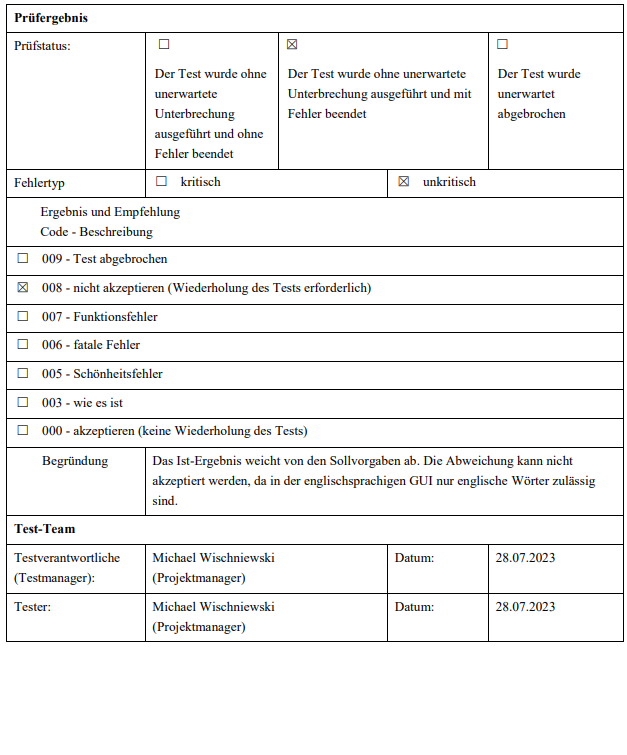 Prüfergebnis
Prüfstatus:
☐
Der Test wurde ohne
unerwartete
Unterbrechung
ausgeführt und ohne
Fehler beendet
☒
Der Test wurde ohne unerwartete
Unterbrechung ausgeführt und mit
Fehler beendet
☐
Der Test wurde
unerwartet
abgebrochen
Fehlertyp
☐ kritisch
☒ unkritisch
Ergebnis und Empfehlung
Code - Beschreibung
☐ 009 - Test abgebrochen
☒ 008 - nicht akzeptieren (Wiederholung des Tests erforderlich)
☐ 007 - Funktionsfehler
☐ 006 - fatale Fehler
☐ 005 - Schönheitsfehler
☐ 003 - wie es ist
☐ 000 - akzeptieren (keine Wiederholung des Tests)
Begründung
Das Ist-Ergebnis weicht von den Sollvorgaben ab. Die Abweichung kann nicht
akzeptiert werden, da in der englischsprachigen GUI nur englische Wörter zulässig
sind.
Test-Team
Testverantwortliche
(Testmanager):
Michael Wischniewski
(Projektmanager)
Datum:
28.07.2023
Tester:
Michael Wischniewski
(Projektmanager)
Datum:
28.07.2023